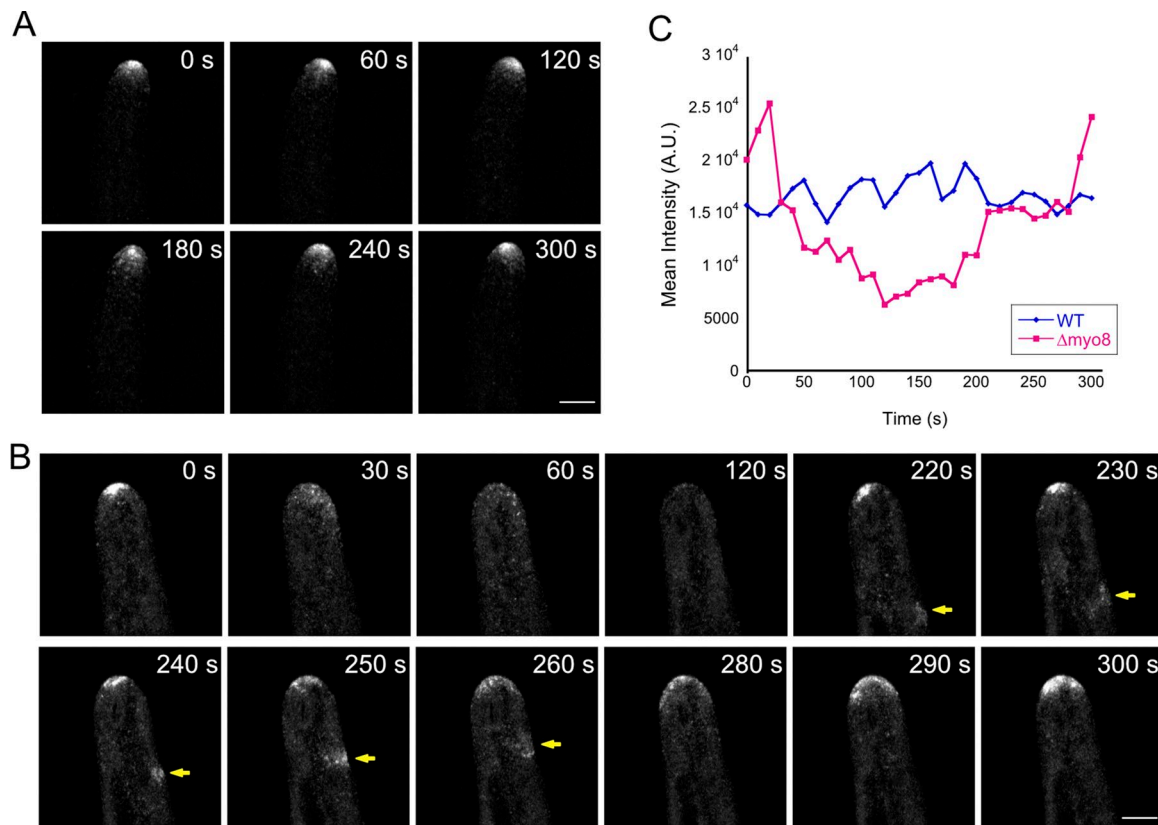 A
0 s
60 s
120 s
180 s
240 s
300 s
C
3 10⁴
2.5 10⁴
2 10⁴
1.5 10⁴
1 10⁴
5000
0
Mean Intensity (A.U.)
WT
Δmyo8
0
50
100
150
200
250
300
Time (s)
B
0 s
30 s
60 s
120 s
220 s
230 s
240 s
250 s
260 s
280 s
290 s
300 s